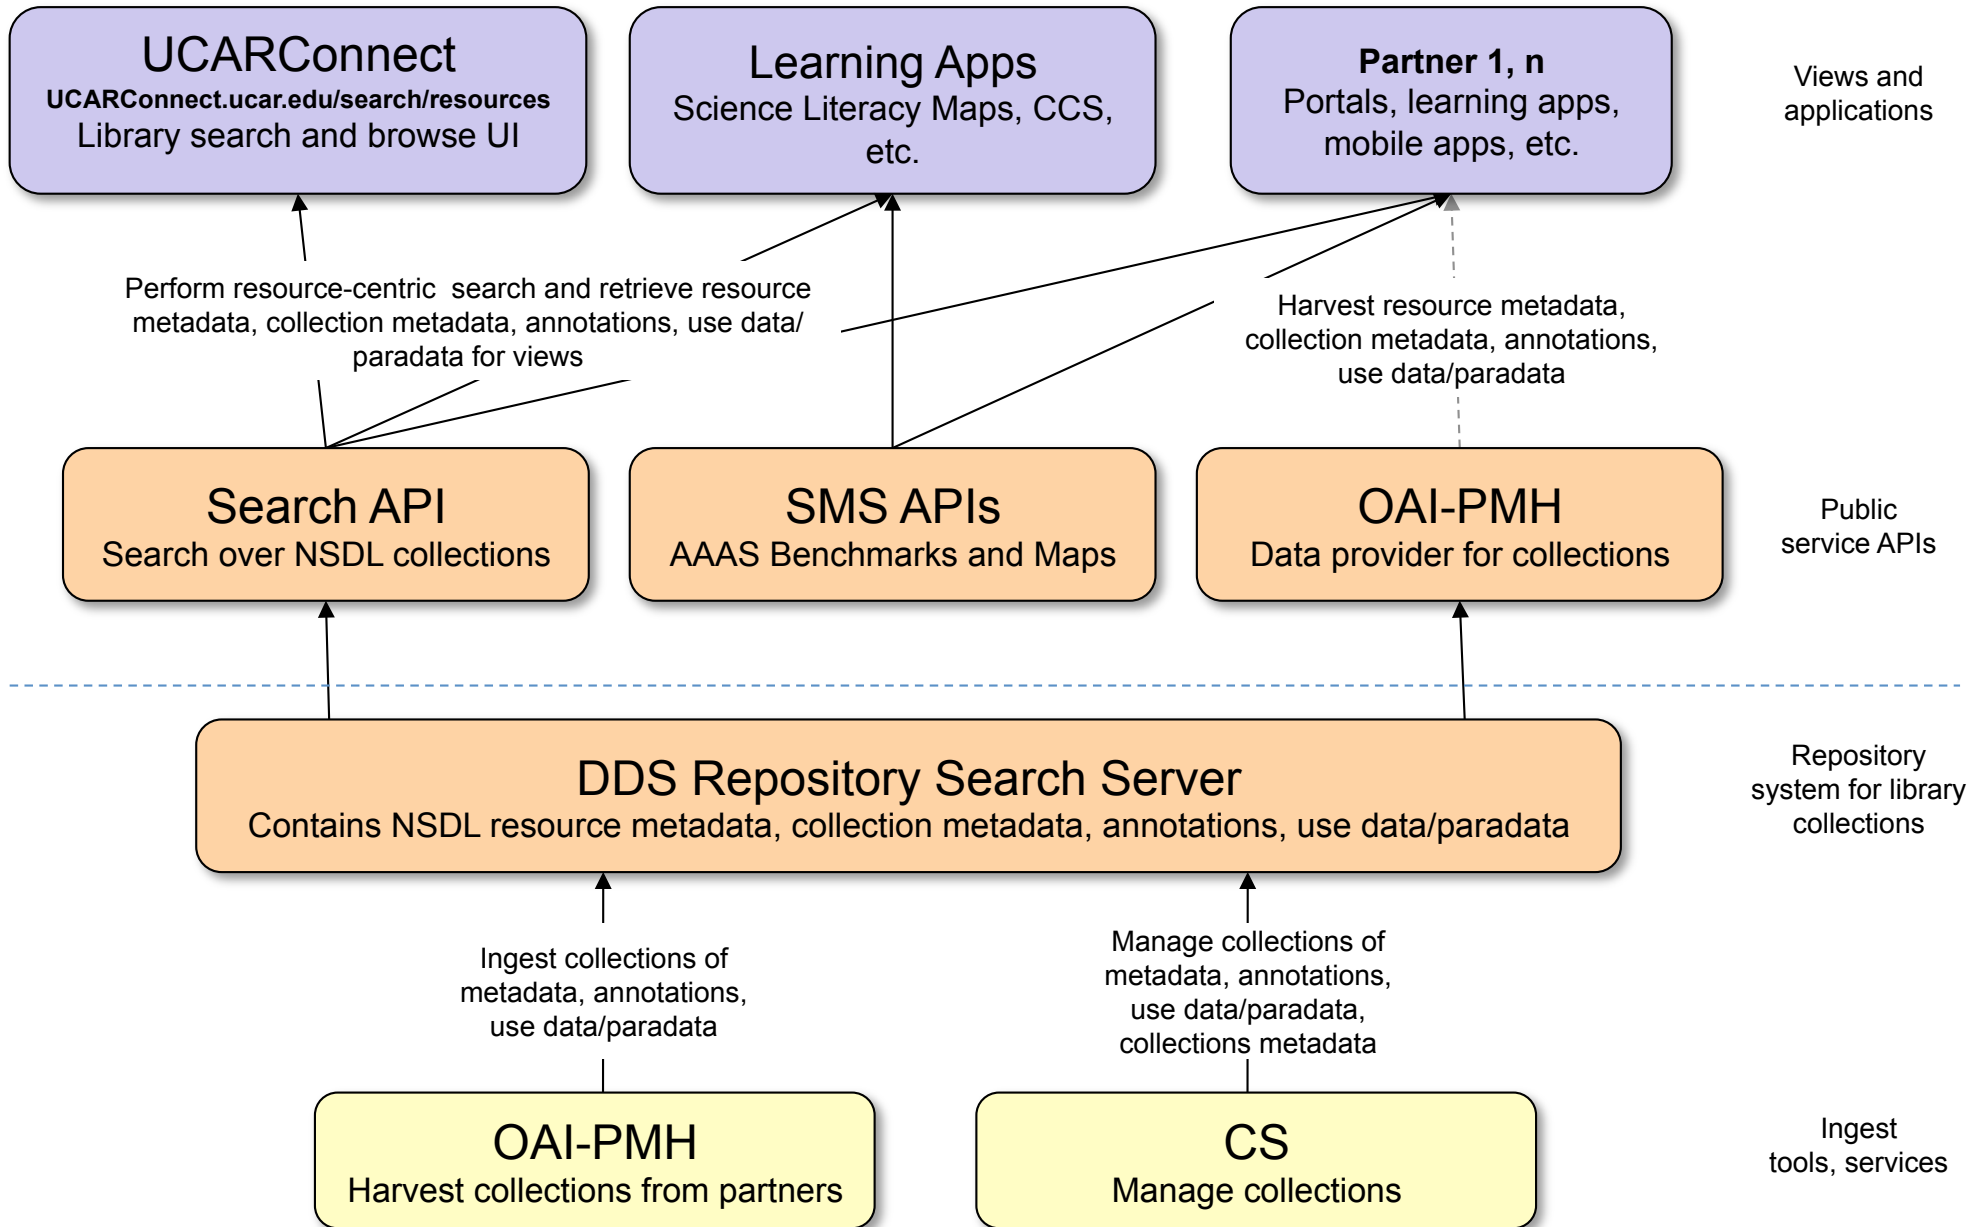 UCARConnect
UCARConnect.ucar.edu/search/resources
Library search and browse UI
Learning Apps
Science Literacy Maps, CCS,
etc.
Partner 1, n
Portals, learning apps,
mobile apps, etc.
Views and
applications
Perform resource-centric  search and retrieve resource
metadata, collection metadata, annotations, use data/
paradata for views
Harvest resource metadata,
collection metadata, annotations,
use data/paradata
Search API
Search over NSDL collections
SMS APIs
AAAS Benchmarks and Maps
OAI-PMH
Data provider for collections
Public
service APIs
DDS Repository Search Server
Contains NSDL resource metadata, collection metadata, annotations, use data/paradata
Repository
system for library
collections
Ingest collections of
metadata, annotations,
use data/paradata
Manage collections of
metadata, annotations,
use data/paradata,
collections metadata
OAI-PMH
Harvest collections from partners
CS
Manage collections
Ingest
tools, services